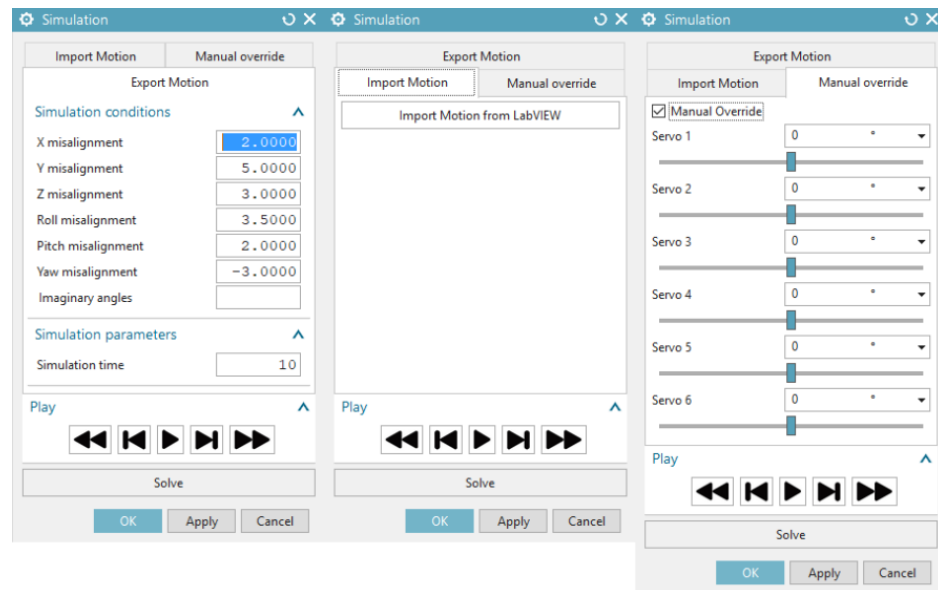 Simulation
Import Motion Manual override
Export Motion
Simulation conditions
X misalignment 2.0000
Y misalignment 5.0000
Z misalignment 3.0000
Roll misalignment 3.5000
Pitch misalignment 2.0000
Yaw misalignment -3.0000
Imaginary angles
Simulation parameters
Simulation time 10
Play
Solve
OK Apply Cancel
Simulation
Export Motion
Import Motion Manual override
Import Motion from LabVIEW
Play
Solve
OK Apply Cancel
Simulation
Export Motion
Import Motion Manual override
Manual Override
Servo 1 0 °
Servo 2 0 °
Servo 3 0 °
Servo 4 0 °
Servo 5 0 °
Servo 6 0 °
Play
Solve
OK Apply Cancel